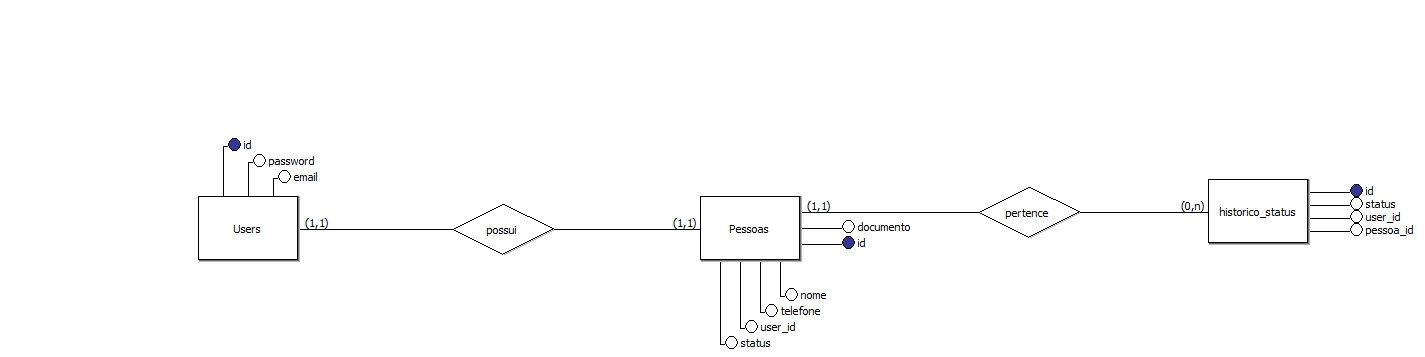 id
password
email
Users
(1,1)
possui
(1,1)
Pessoas
(1,1)
documento
id
nome
telefone
user_id
status
pertence
(0,n)
historico_status
id
status
user_id
pessoa_id